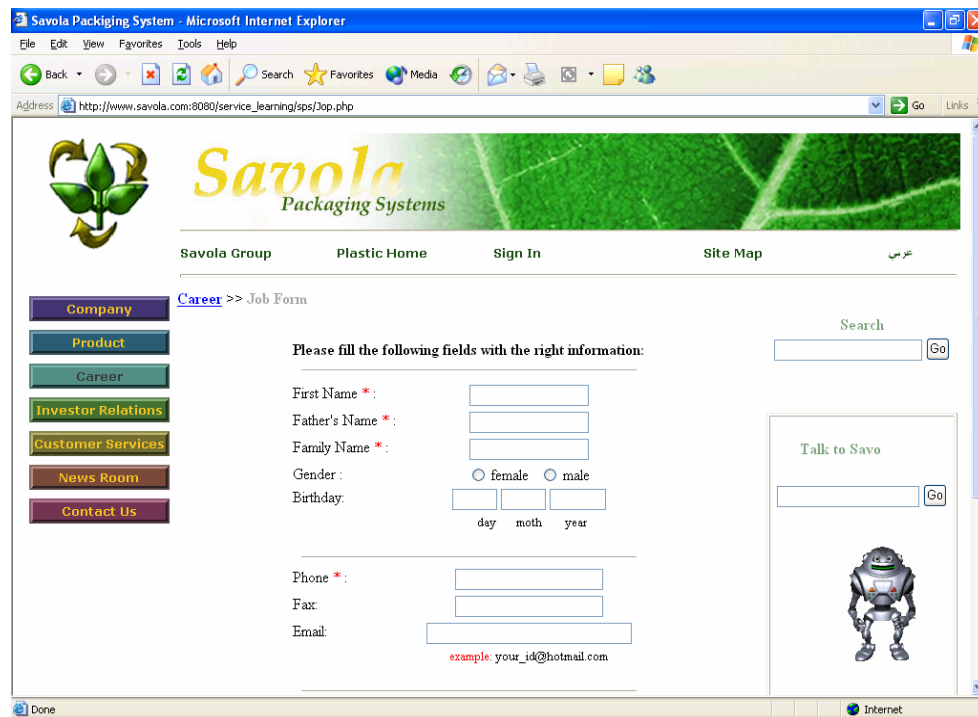 Savola Packiging System - Microsoft Internet Explorer
File Edit View Favorites Tools Help
Back Search Favorites Media
Address http://www.savola.com:8080/service_learning/sps/Jop.php Go Links
Savola
Packaging Systems
Savola Group Plastic Home Sign In Site Map عربي
Career >> Job Form
Company
Product
Career
Investor Relations
Customer Services
News Room
Contact Us
Please fill the following fields with the right information:
First Name * :
Father's Name * :
Family Name * :
Gender : female male
Birthday:
day moth year
Phone * :
Fax:
Email:
example: your_id@hotmail.com
Search
Go
Talk to Savo
Go
Done Internet